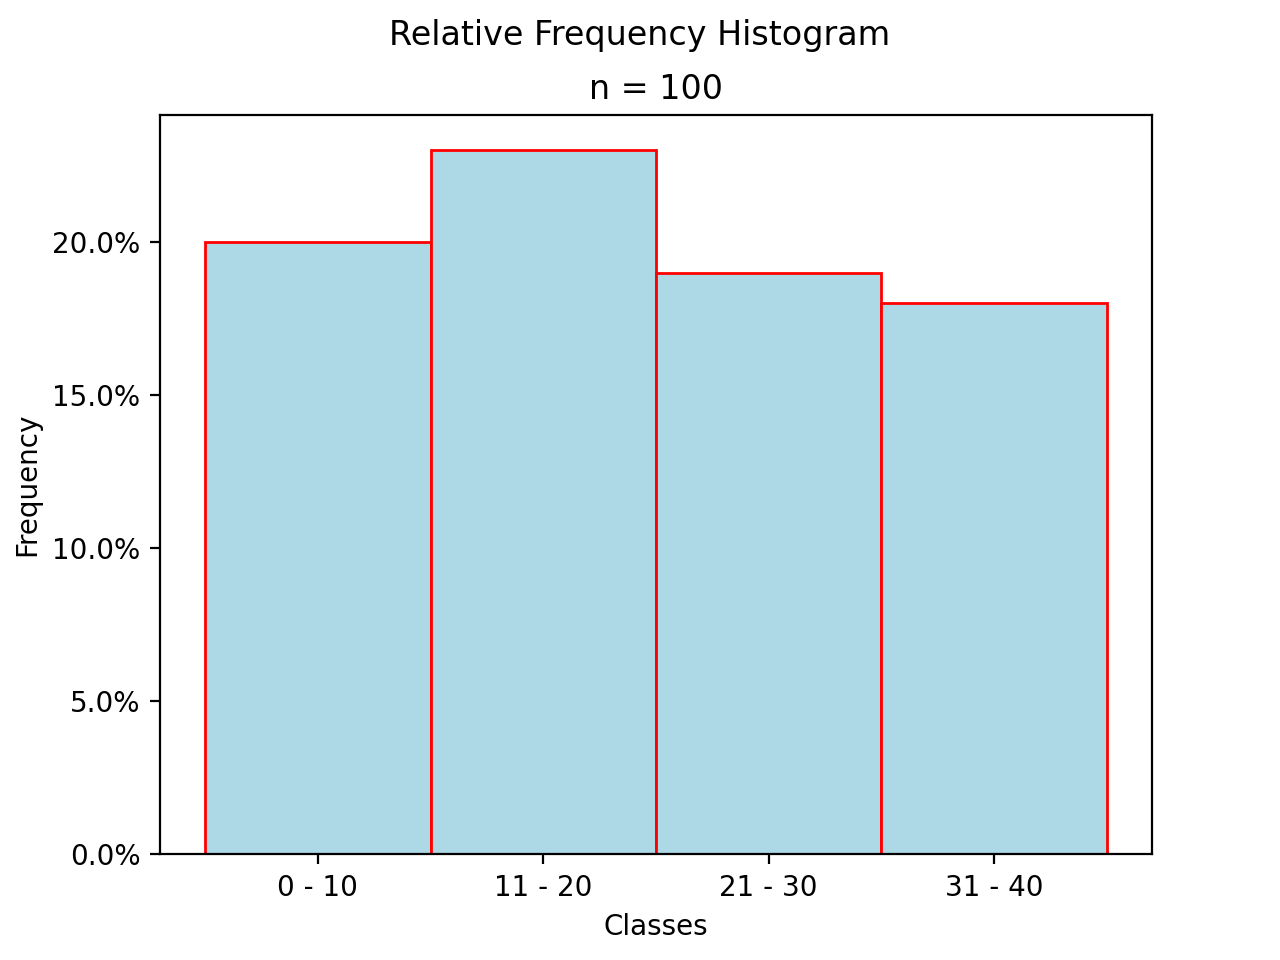 Relative Frequency Histogram
n = 100
20.0%
15.0%
10.0%
5.0%
0.0%
Frequency
0 - 10
11 - 20
21 - 30
31 - 40
Classes